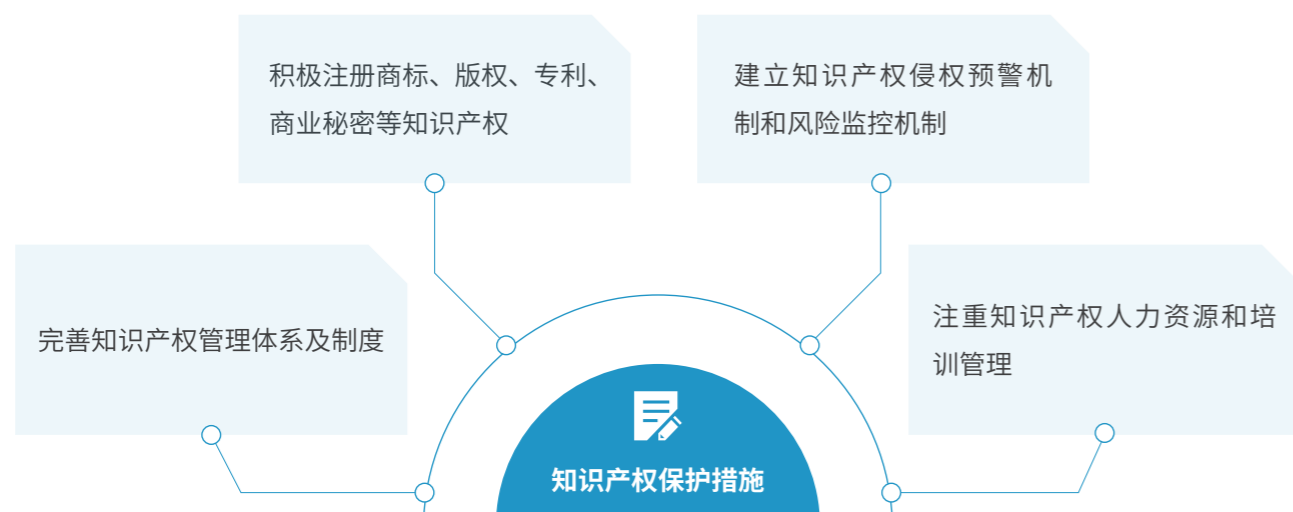 积极注册商标、版权、专利、
商业秘密等知识产权
建立知识产权侵权预警机
制和风险监控机制
完善知识产权管理体系及制度
注重知识产权人力资源和培
训管理
知识产权保护措施